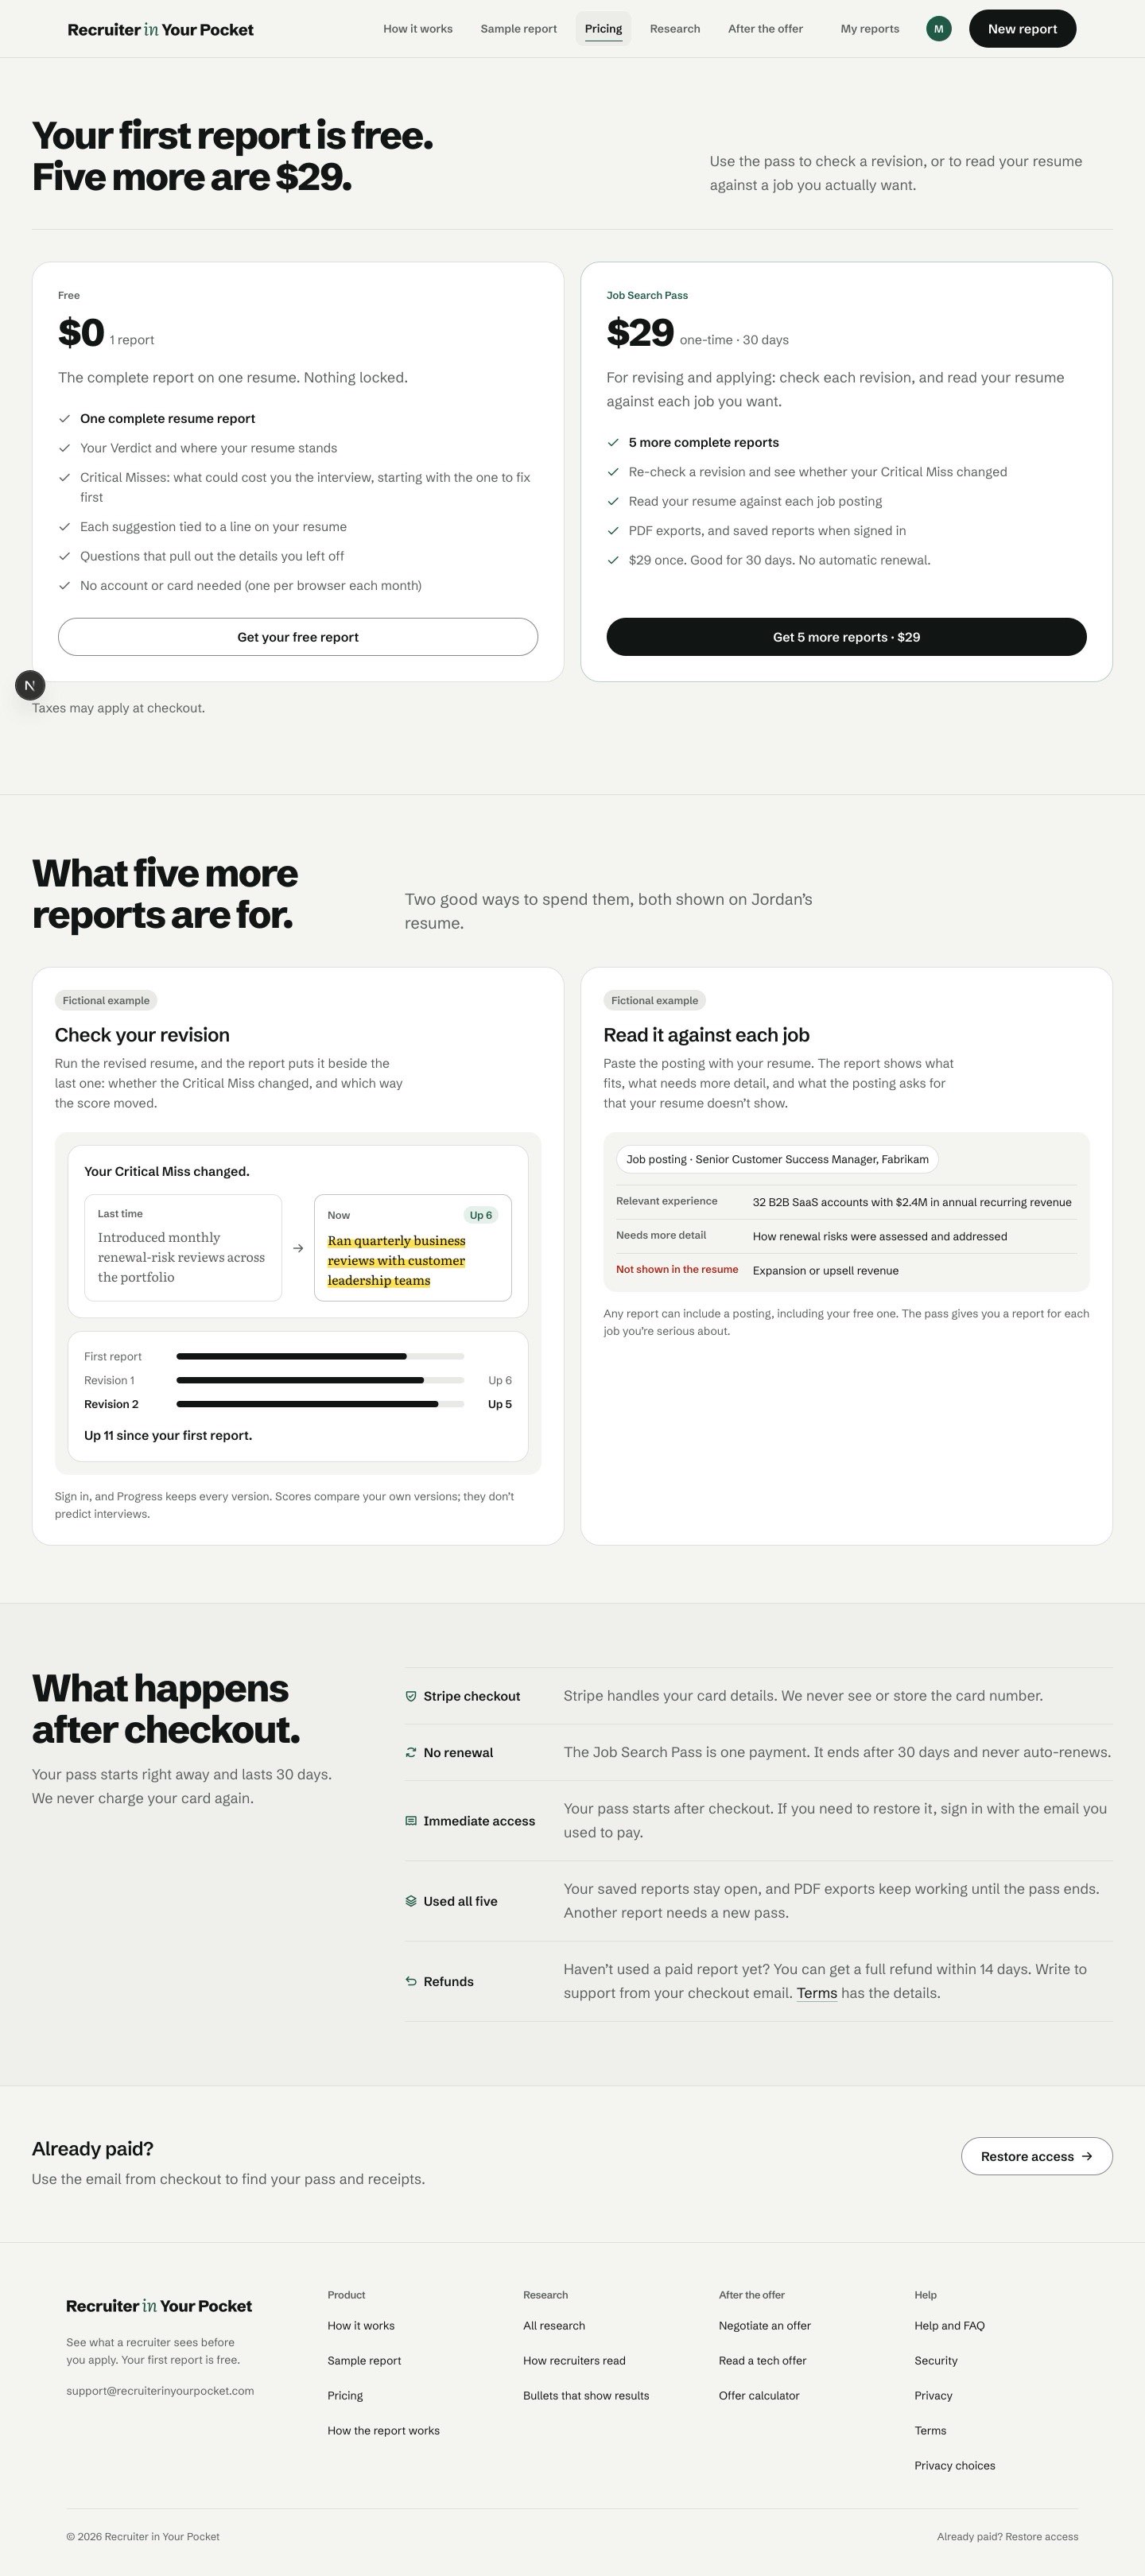 Recruiter in Your Pocket
How it works
Sample report
Pricing
Research
After the offer
My reports
M
New report
Your first report is free.
Five more are $29.
Use the pass to check a revision, or to read your resume
against a job you actually want.
Free
$0 1 report
The complete report on one resume. Nothing locked.
One complete resume report
Your Verdict and where your resume stands
Critical Misses: what could cost you the interview, starting with the one to fix
first
Each suggestion tied to a line on your resume
Questions that pull out the details you left off
No account or card needed (one per browser each month)
Get your free report
Job Search Pass
$29 one-time · 30 days
For revising and applying: check each revision, and read your resume
against each job you want.
5 more complete reports
Re-check a revision and see whether your Critical Miss changed
Read your resume against each job posting
PDF exports, and saved reports when signed in
$29 once. Good for 30 days. No automatic renewal.
Get 5 more reports · $29
N
Taxes may apply at checkout.
What five more
reports are for.
Two good ways to spend them, both shown on Jordan’s
resume.
Fictional example
Check your revision
Run the revised resume, and the report puts it beside the
last one: whether the Critical Miss changed, and which way
the score moved.
Your Critical Miss changed.
Last time
Introduced monthly
renewal-risk reviews across
the portfolio
→
Now
Up 6
Ran quarterly business
reviews with customer
leadership teams
First report
Revision 1 Up 6
Revision 2 Up 5
Up 11 since your first report.
Sign in, and Progress keeps every version. Scores compare your own versions; they don’t
predict interviews.
Fictional example
Read it against each job
Paste the posting with your resume. The report shows what
fits, what needs more detail, and what the posting asks for
that your resume doesn’t show.
Job posting · Senior Customer Success Manager, Fabrikam
Relevant experience 32 B2B SaaS accounts with $2.4M in annual recurring revenue
Needs more detail How renewal risks were assessed and addressed
Not shown in the resume Expansion or upsell revenue
Any report can include a posting, including your free one. The pass gives you a report for each
job you’re serious about.
What happens
after checkout.
Your pass starts right away and lasts 30 days.
We never charge your card again.
Stripe checkout
Stripe handles your card details. We never see or store the card number.
No renewal
The Job Search Pass is one payment. It ends after 30 days and never auto-renews.
Immediate access
Your pass starts after checkout. If you need to restore it, sign in with the email you
used to pay.
Used all five
Your saved reports stay open, and PDF exports keep working until the pass ends.
Another report needs a new pass.
Refunds
Haven’t used a paid report yet? You can get a full refund within 14 days. Write to
support from your checkout email. Terms has the details.
Already paid?
Use the email from checkout to find your pass and receipts.
Restore access →
Recruiter in Your Pocket
See what a recruiter sees before
you apply. Your first report is free.
support@recruiterinyourpocket.com
Product
How it works
Sample report
Pricing
How the report works
Research
All research
How recruiters read
Bullets that show results
After the offer
Negotiate an offer
Read a tech offer
Offer calculator
Help
Help and FAQ
Security
Privacy
Terms
Privacy choices
© 2026 Recruiter in Your Pocket
Already paid? Restore access